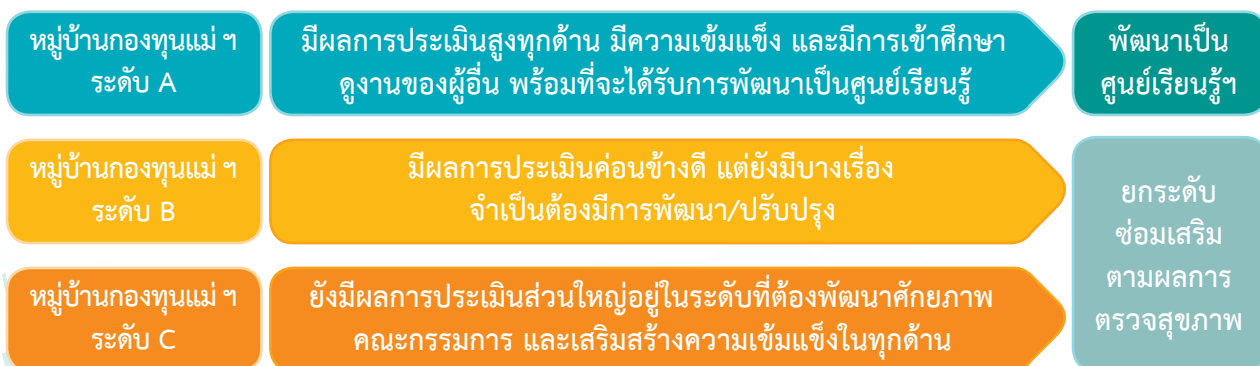 หมู่บ้านกองทุนแม่ ฯ
ระดับ A
มีผลการประเมินสูงทุกด้าน มีความเข้มแข็ง และมีการเข้าศึกษา
ดูงานของผู้อื่น พร้อมที่จะได้รับการพัฒนาเป็นศูนย์เรียนรู้
พัฒนาเป็น
ศูนย์เรียนรู้ฯ
หมู่บ้านกองทุนแม่ ฯ
ระดับ B
มีผลการประเมินค่อนข้างดี แต่ยังมีบางเรื่อง
จำเป็นต้องมีการพัฒนา/ปรับปรุง
หมู่บ้านกองทุนแม่ ฯ
ระดับ C
ยังมีผลการประเมินส่วนใหญ่อยู่ในระดับที่ต้องพัฒนาศักยภาพ
คณะกรรมการ และเสริมสร้างความเข้มแข็งในทุกด้าน
ยกระดับ
ซ่อมเสริม
ตามผลการ
ตรวจสุขภาพ